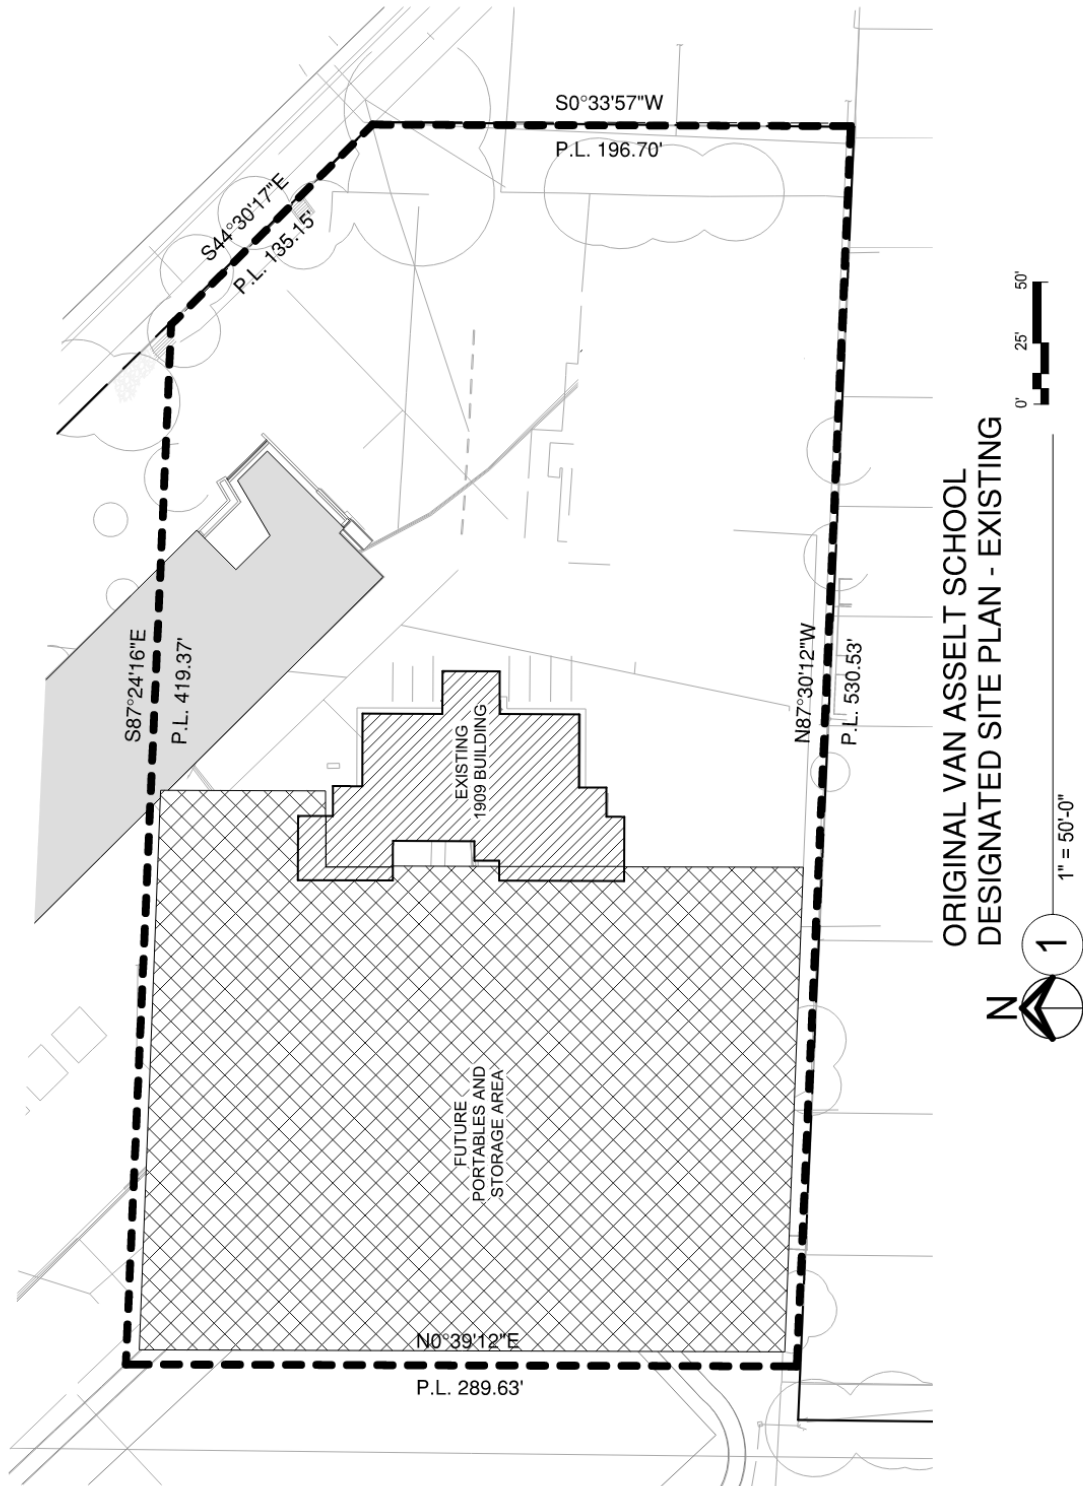 S0°33'57"W
P.L. 196.70'
S44°30'17"E
P.L. 135.15'
S87°24'16"E
P.L. 419.37'
N87°30'12"W
P.L. 530.53'
EXISTING
1909 BUILDING
FUTURE
PORTABLES AND
STORAGE AREA
N0°39'12"E
P.L. 289.63'
ORIGINAL VAN ASSELT SCHOOL
DESIGNATED SITE PLAN - EXISTING
0' 25' 50'
N
1
1" = 50'-0"